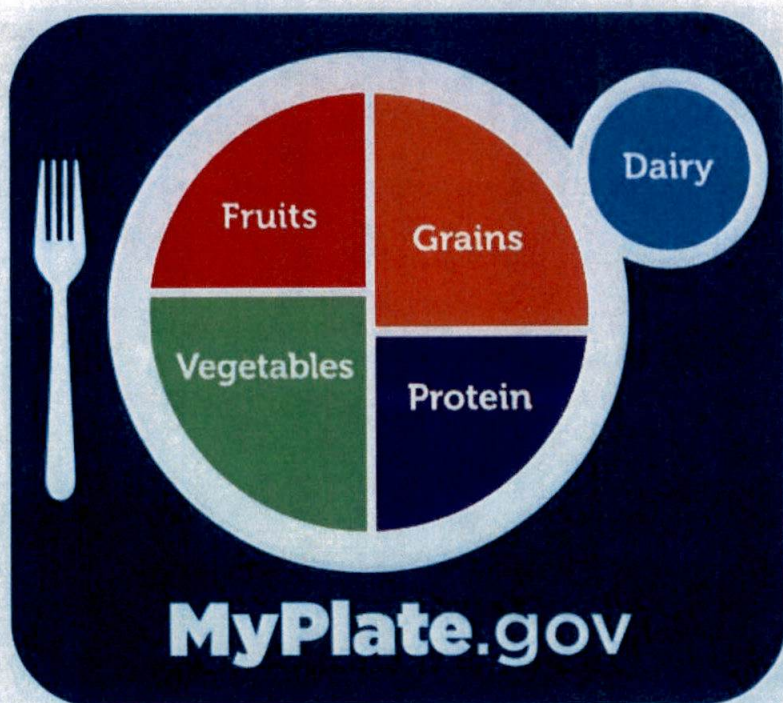 Fruits
Grains
Dairy
Vegetables
Protein
MyPlate.gov